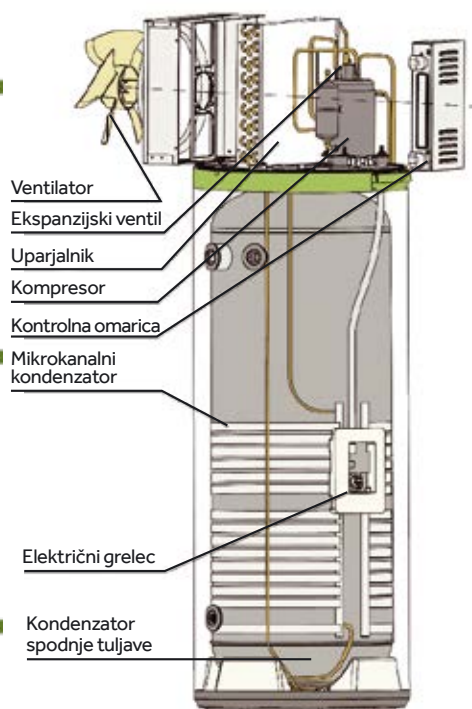 Ventilator
Ekspanzijski ventil
Uparjalnik
Kompresor
Kontrolna omarica
Mikrokanalni
kondenzator
Električni grelec
Kondenzator
spodnje tuljave